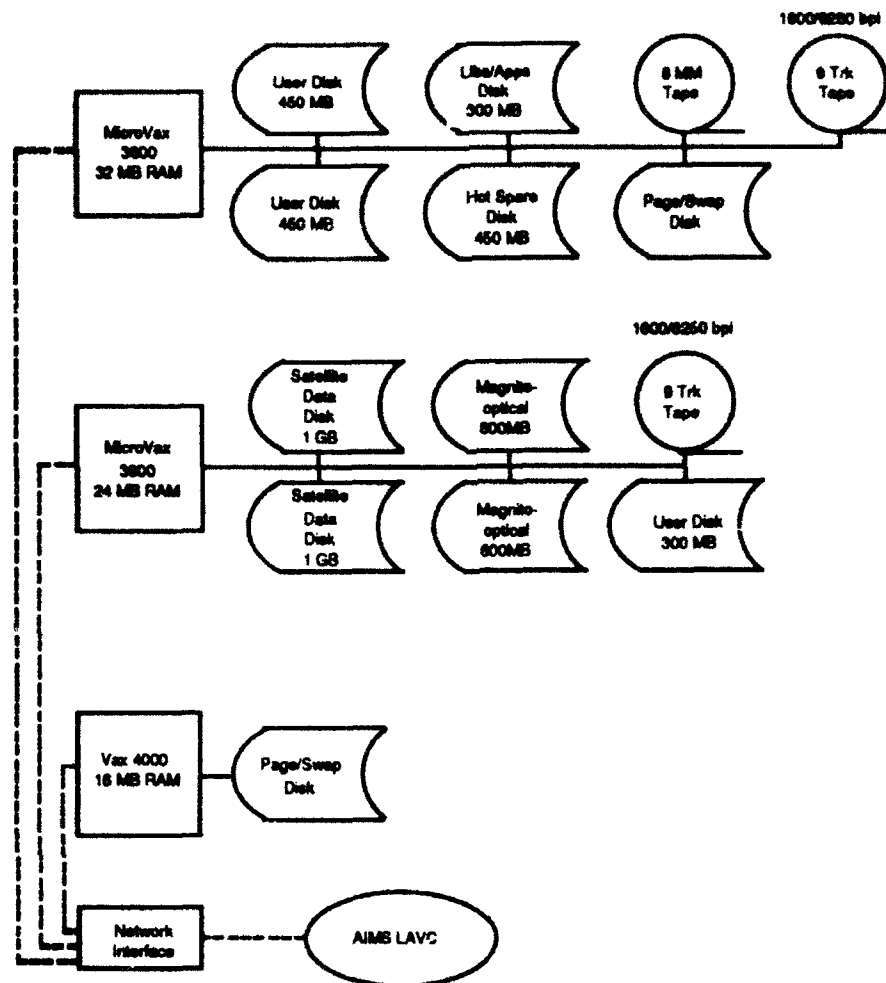 1600/6250 bpi
User Disk
450 MB
Libs/Apps
Disk
300 MB
8 MM
Tape
9 Trk
Tape
MicroVax
3600
32 MB RAM
User Disk
450 MB
Hot Spare
Disk
450 MB
Page/Swap
Disk
1600/6250 bpi
Satellite
Data
Disk
1 GB
Magnito-
optical
600MB
9 Trk
Tape
MicroVax
3600
24 MB RAM
Satellite
Data
Disk
1 GB
Magnito-
optical
600MB
User Disk
300 MB
Vax 4000
16 MB RAM
Page/Swap
Disk
Network
Interface
AIMS LAVC